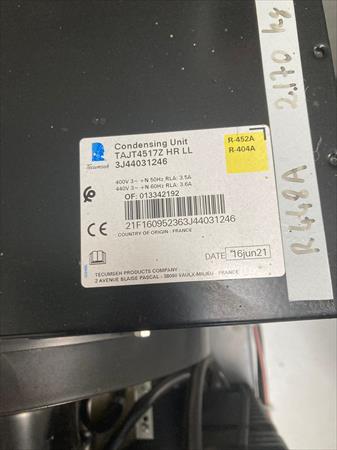 Tecumseh
Condensing Unit
TAJT4517Z HR LL
3J44031246
R-452A
R-404A
400V 3~ +N 50Hz RLA: 3.5A
440V 3~ +N 60Hz RLA: 3.6A
OF: 013342192
21F160952363J44031246
COUNTRY OF ORIGIN : FRANCE
CE
DATE 16jun21
TECUMSEH PRODUCTS COMPANY
2 AVENUE BLAISE PASCAL - 38090 VAULX-MILIEU - FRANCE
R448A 2,170 kg